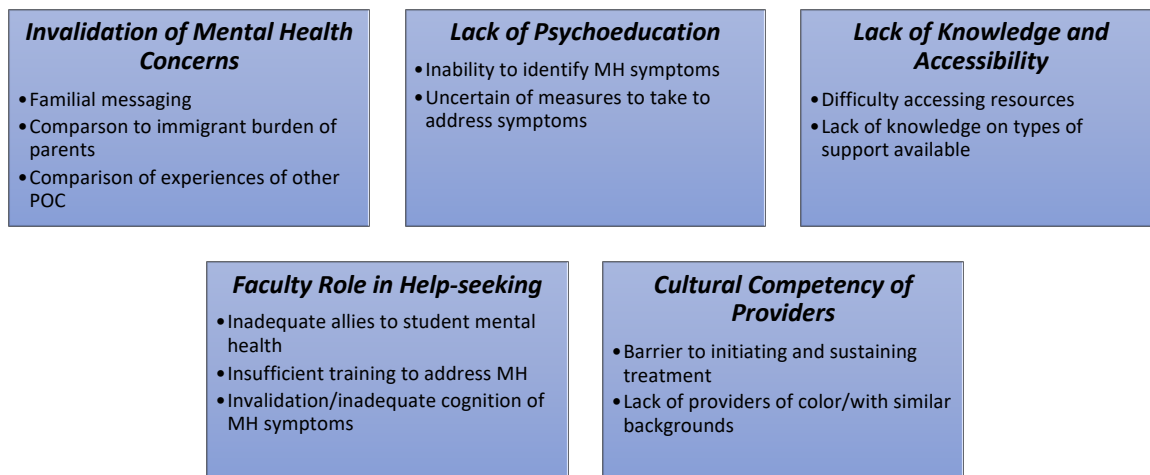 Invalidation of Mental Health
Concerns
•Familial messaging
•Comparson to immigrant burden of
parents
•Comparison of experiences of other
POC
Lack of Psychoeducation
•Inability to identify MH symptoms
•Uncertain of measures to take to
address symptoms
Lack of Knowledge and
Accessibility
•Difficulty accessing resources
•Lack of knowledge on types of
support available
Faculty Role in Help-seeking
•Inadequate allies to student mental
health
•Insufficient training to address MH
•Invalidation/inadequate cognition of
MH symptoms
Cultural Competency of
Providers
•Barrier to initiating and sustaining
treatment
•Lack of providers of color/with similar
backgrounds